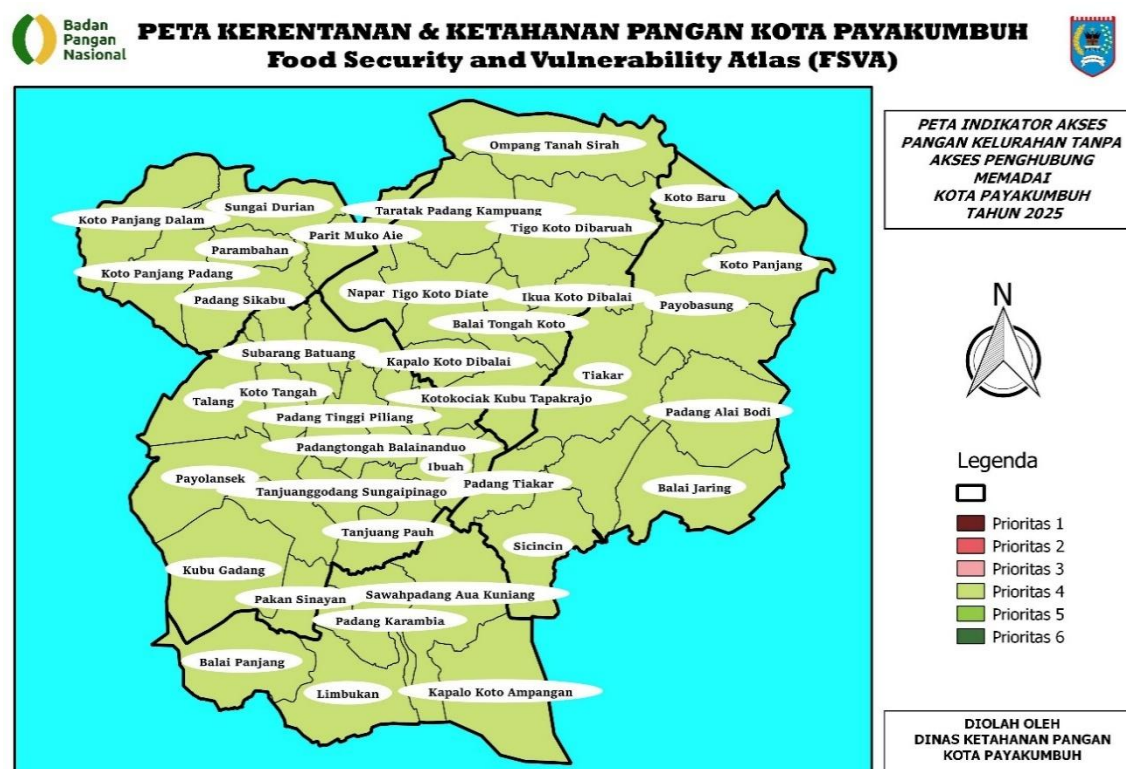 Badan
Pangan
Nasional
PETA KERENTANAN & KETAHANAN PANGAN KOTA PAYAKUMBUH
Food Security and Vulnerability Atlas (FSVA)
PETA INDIKATOR AKSES
PANGAN KELURAHAN TANPA
AKSES PENGHUBUNG
MEMADAI
KOTA PAYAKUMBUH
TAHUN 2025
Ompang Tanah Sirah
Koto Baru
Sungai Durian
Koto Panjang Dalam
Taratak Padang Kampuang
Tigo Koto Dibaruah
Parit Muko Aie
Parambahan
Koto Panjang
Koto Panjang Padang
Padang Sikabu
Napar
Tigo Koto Diate
Ikua Koto Dibalai
Payobasung
Balai Tongah Koto
Subarang Batuang
Kapalo Koto Dibalai
Tiakar
Talang
Koto Tangah
Kotokociak Kubu Tapakrajo
Padang Tinggi Piliang
Padang Alai Bodi
Padangtongah Balainanduo
Ibuah
Payolansek
Tanjuanggodang Sungaipinago
Padang Tiakar
Balai Jaring
Tanjuang Pauh
Sicincin
Kubu Gadang
Pakan Sinayan
Sawahpadang Aua Kuniang
Padang Karambia
Balai Panjang
Limbukan
Kapalo Koto Ampangan
N
Legenda
Prioritas 1
Prioritas 2
Prioritas 3
Prioritas 4
Prioritas 5
Prioritas 6
DIOLAH OLEH
DINAS KETAHANAN PANGAN
KOTA PAYAKUMBUH